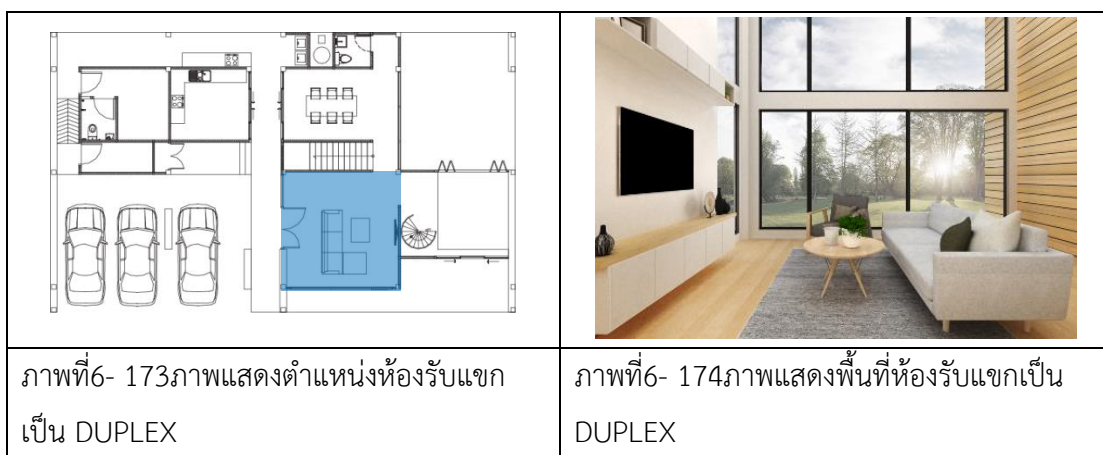 ภาพที่6- 173ภาพแสดงตำแหน่งห้องรับแขก
เป็น DUPLEX
ภาพที่6- 174ภาพแสดงพื้นที่ห้องรับแขกเป็น
DUPLEX